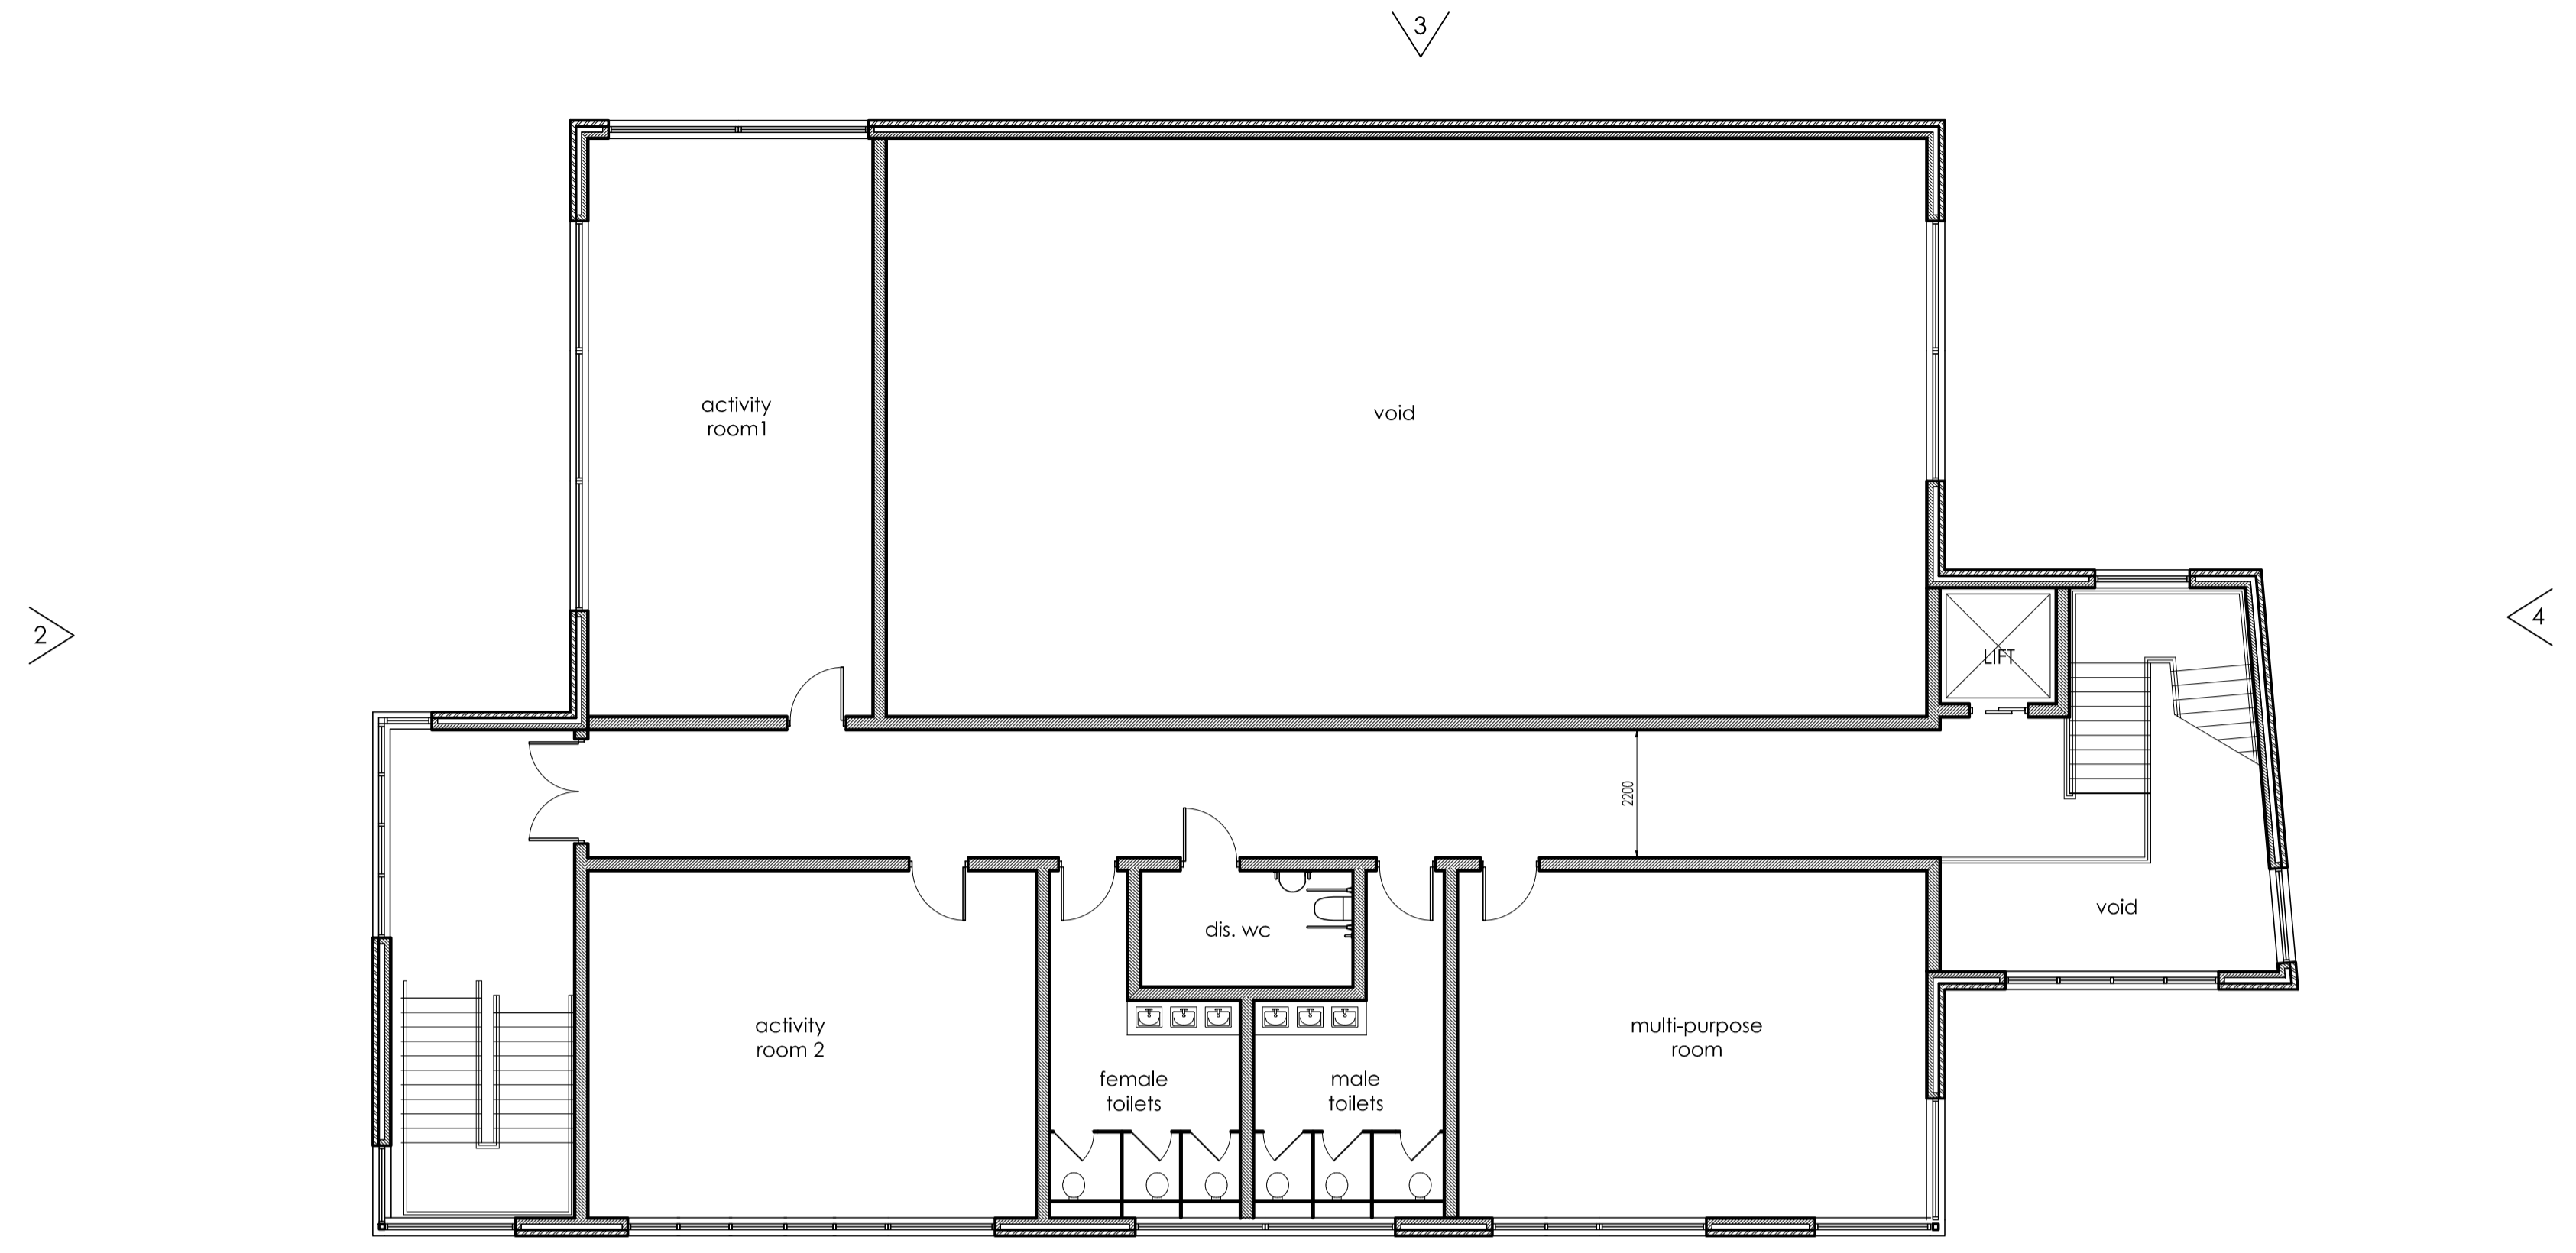 3
activity
room1
void
2
4
LIFT
2200
void
dis. wc
activity
room 2
multi-purpose
room
female
toilets
male
toilets